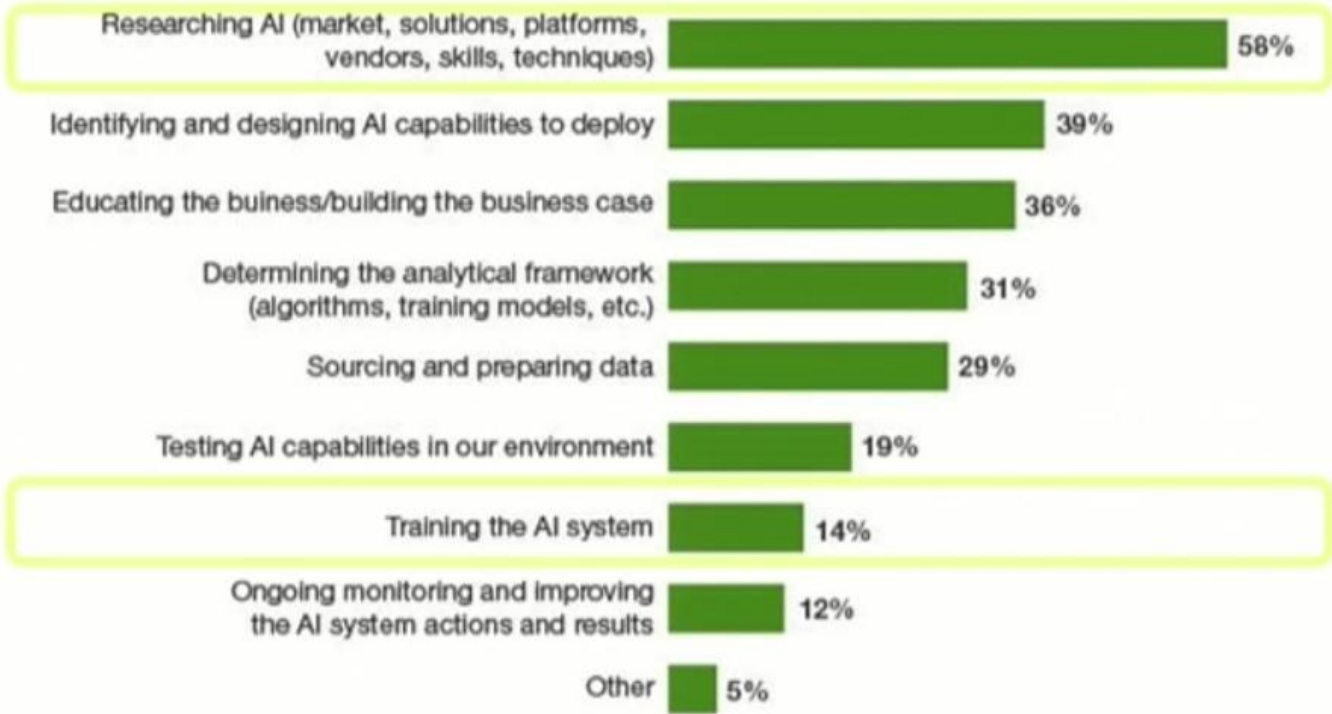 Researching AI (market, solutions, platforms,
vendors, skills, techniques)
58%
Identifying and designing AI capabilities to deploy
39%
Educating the buiness/building the business case
36%
Determining the analytical framework
(algorithms, training models, etc.)
31%
Sourcing and preparing data
29%
Testing AI capabilities in our environment
19%
Training the AI system
14%
Ongoing monitoring and improving
the AI system actions and results
12%
Other
5%